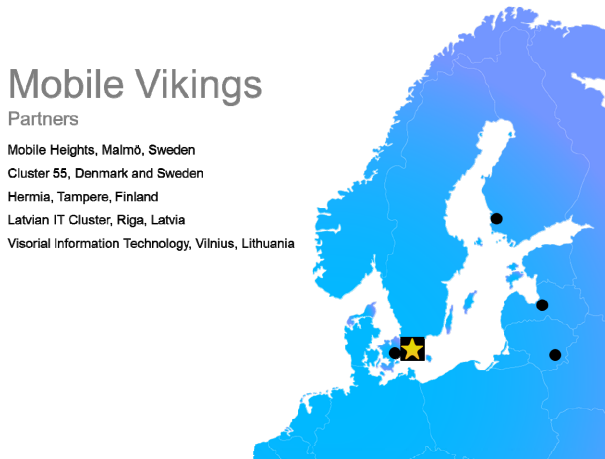 Mobile Vikings
Partners
Mobile Heights, Malmö, Sweden
Cluster 55, Denmark and Sweden
Hermia, Tampere, Finland
Latvian IT Cluster, Riga, Latvia
Visorial Information Technology, Vilnius, Lithuania